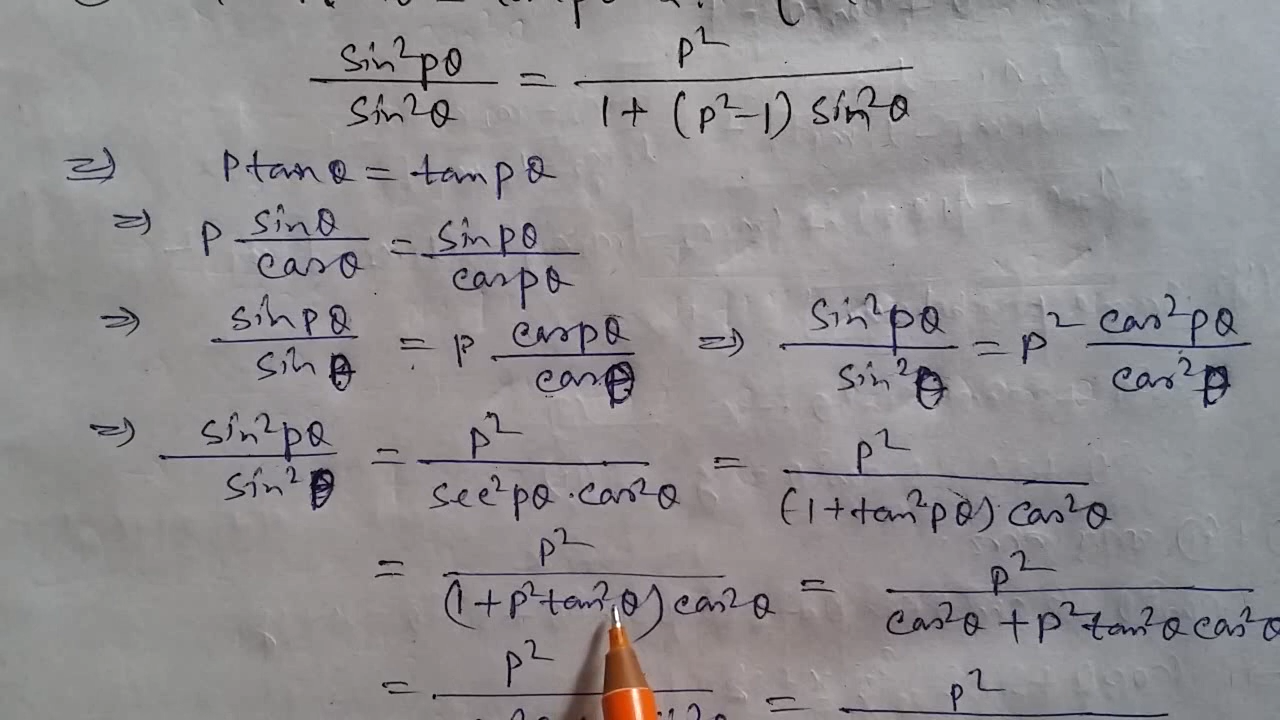 sin²pθ / sin²θ = p² / 1 + (p²-1) sin²θ
⇒ p tanθ = tan pθ
⇒ p sinθ / cosθ = sin pθ / cos pθ
⇒ sin pθ / sin θ = p cos pθ / cos θ ⇒ sin²pθ / sin²θ = p² cos²pθ / cos²θ
⇒ sin²pθ / sin²θ = p² / sec²pθ · cos²θ = p² / (1 + tan²pθ) · cos²θ
= p² / (1 + p²tan²θ) cos²θ = p² / cos²θ + p²tan²θ cos²θ
= p² = p²